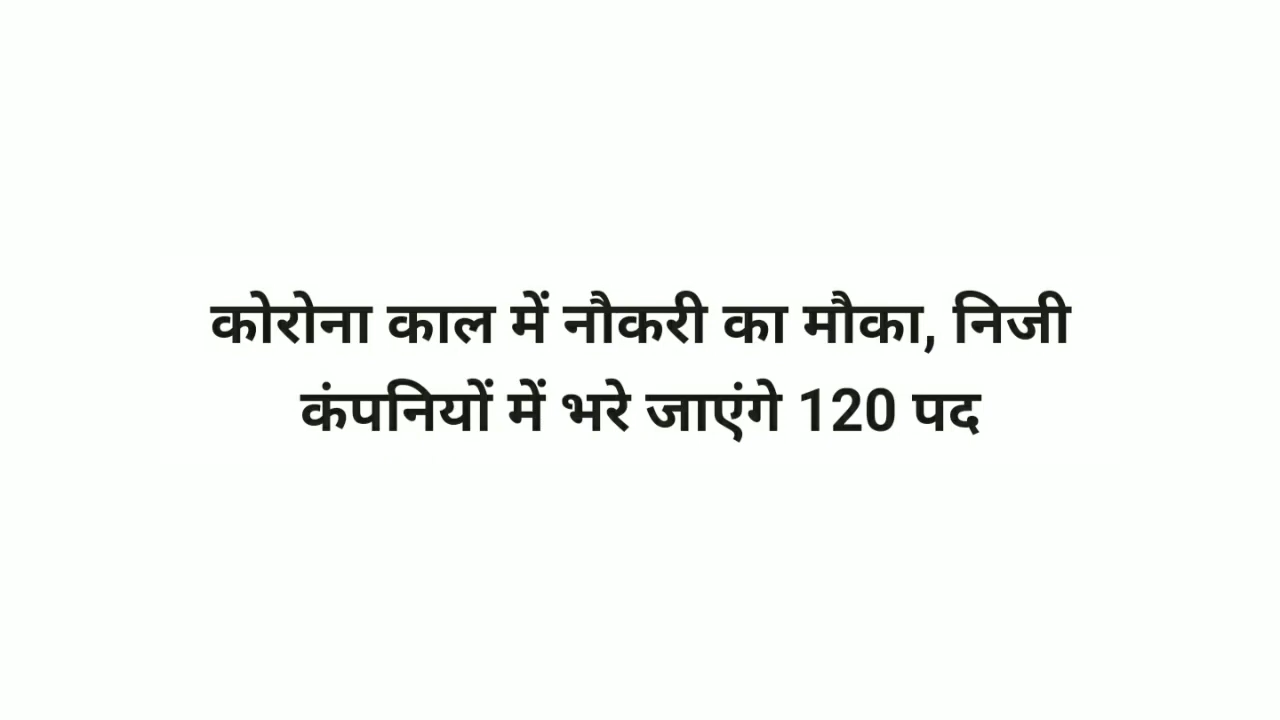 कोरोना काल में नौकरी का मौका, निजी
कंपनियों में भरे जाएंगे 120 पद